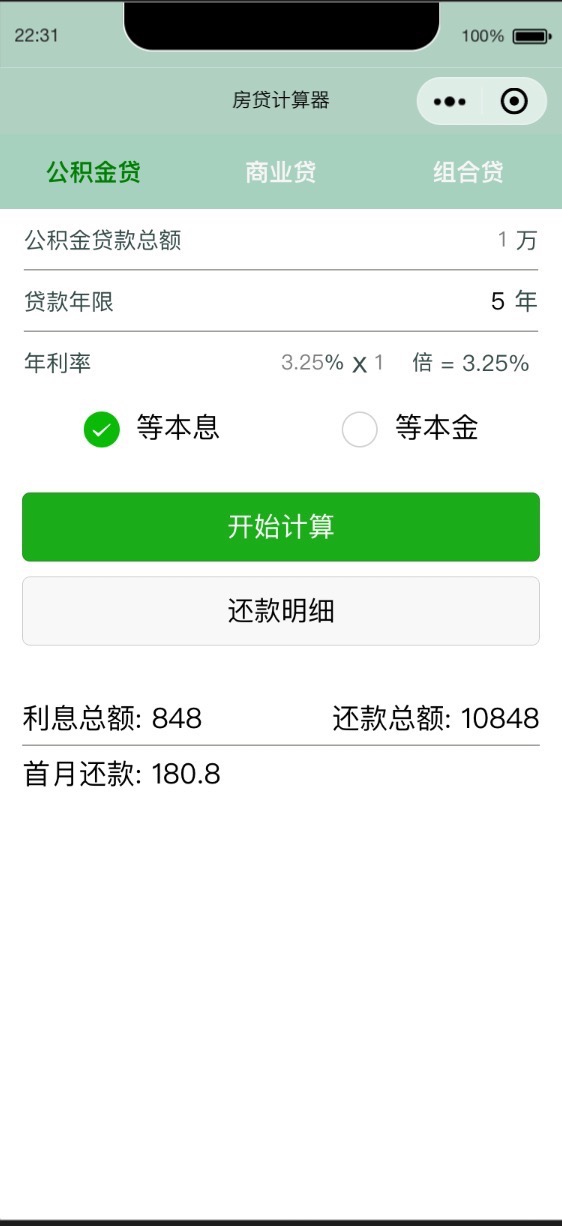 22:31 100%
房贷计算器
公积金贷 商业贷 组合贷
公积金贷款总额 1 万
贷款年限 5 年
年利率 3.25% X 1 倍 = 3.25%
等本息 等本金
开始计算
还款明细
利息总额: 848 还款总额: 10848
首月还款: 180.8